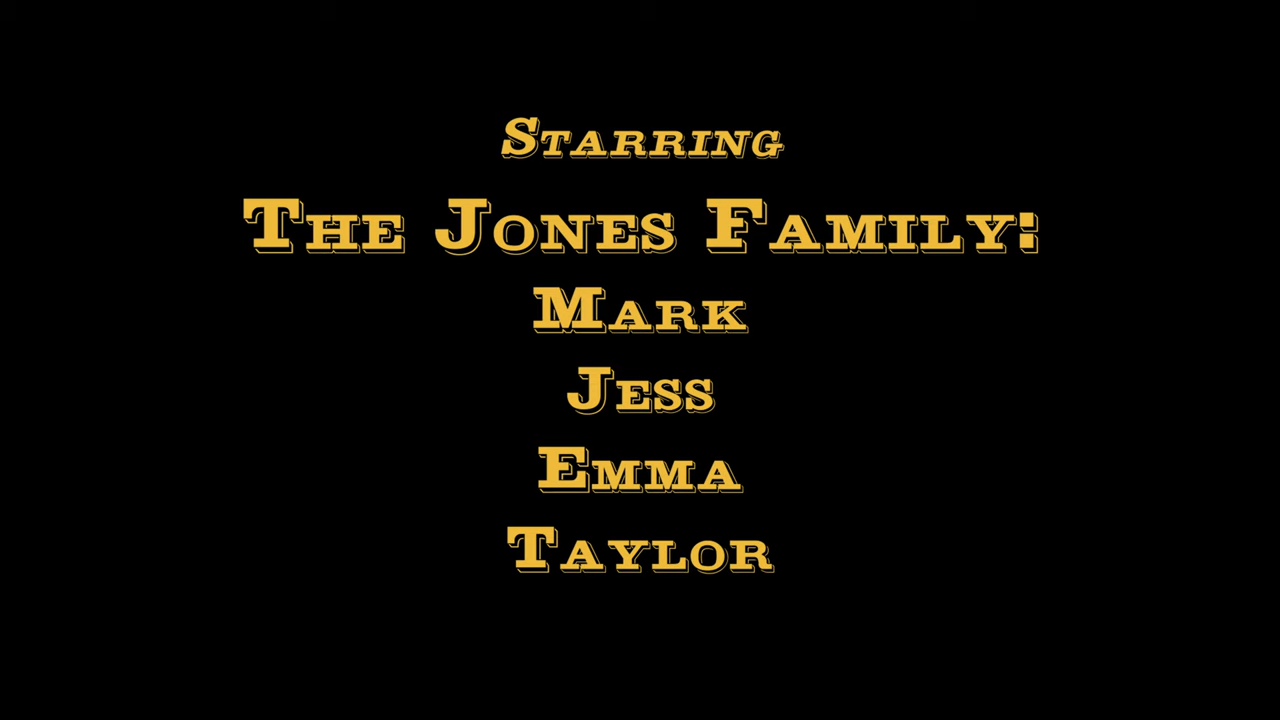 Starring
The Jones Family:
Mark
Jess
Emma
Taylor